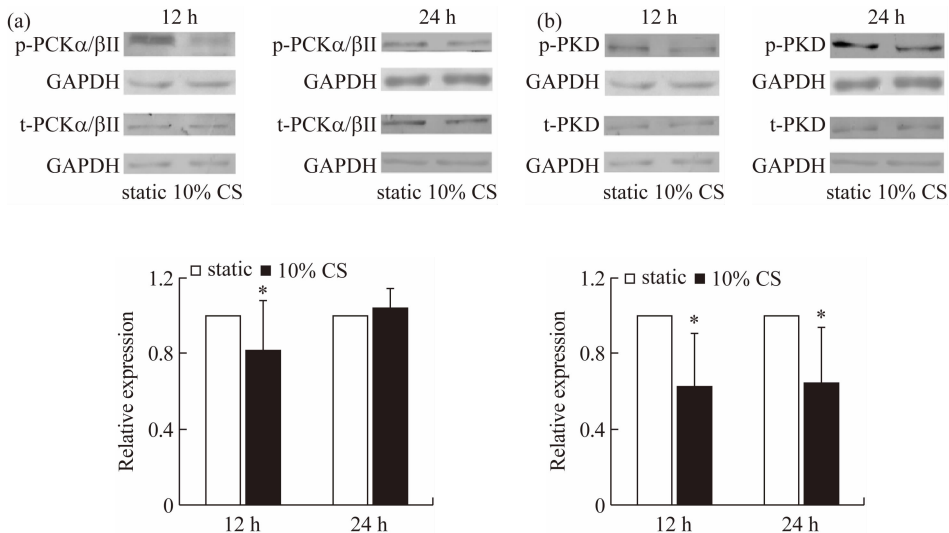 (a)
12 h
24 h
p-PCKα/βII
GAPDH
t-PCKα/βII
GAPDH
static 10% CS
p-PCKα/βII
GAPDH
t-PCKα/βII
GAPDH
static 10% CS
(b)
12 h
24 h
p-PKD
GAPDH
t-PKD
GAPDH
static 10% CS
p-PKD
GAPDH
t-PKD
GAPDH
static 10% CS
static 10% CS
1.2
0.8
0.4
0
Relative expression
*
12 h
24 h
static 10% CS
1.2
0.8
0.4
0
Relative expression
*
*
12 h
24 h